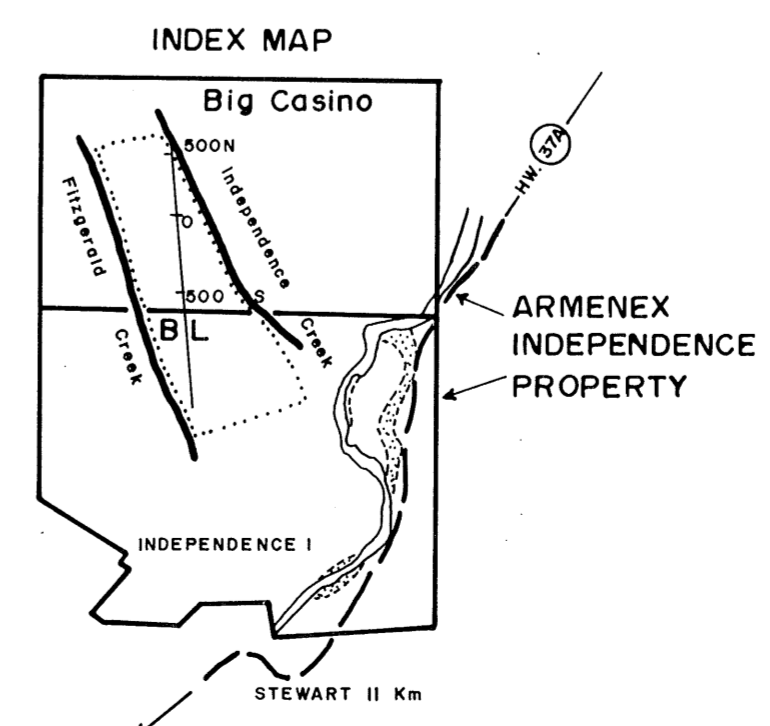 INDEX MAP
Big Casino
HW. 37A
500N
Independence
Creek
Fitzgerald
Creek
0
500 S
BL
ARMENEX
INDEPENDENCE
PROPERTY
INDEPENDENCE I
STEWART 11 Km